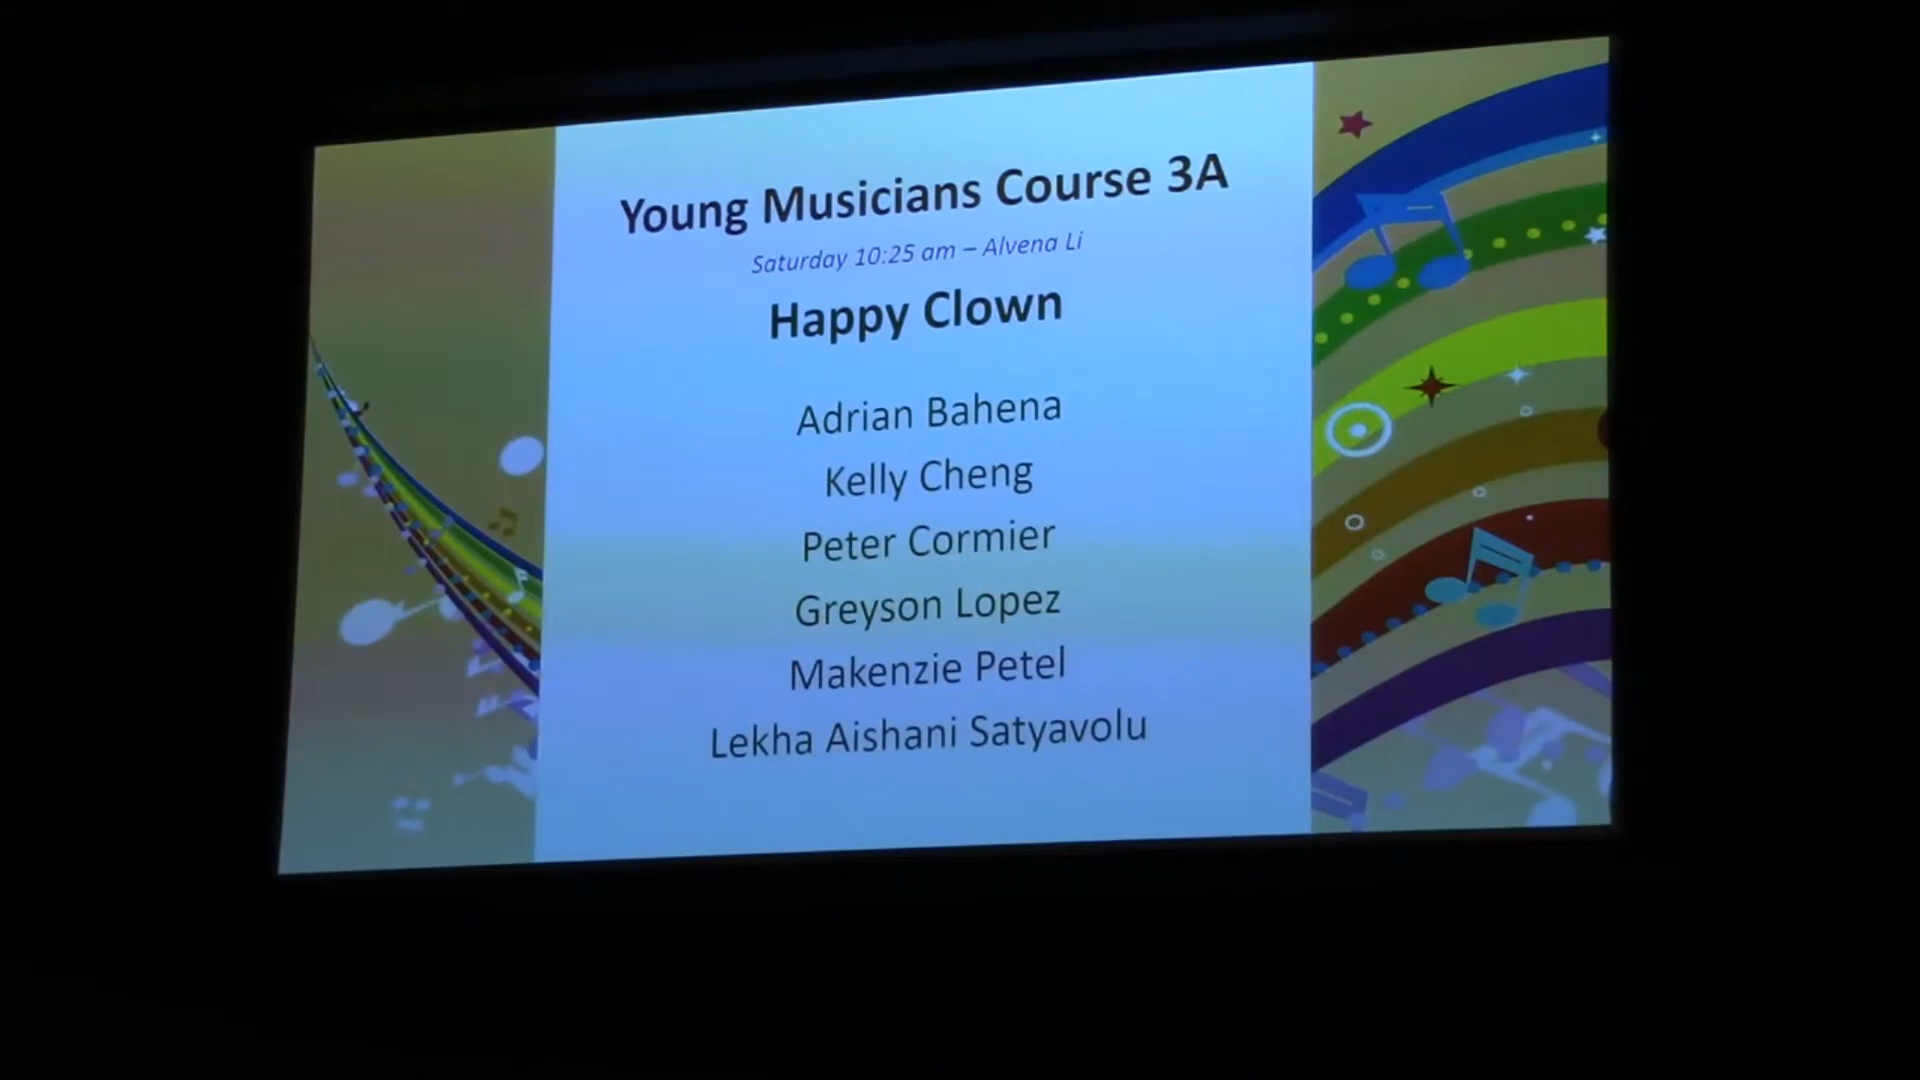 Young Musicians Course 3A
Saturday 10:25 am – Alvena Li
Happy Clown
Adrian Bahena
Kelly Cheng
Peter Cormier
Greyson Lopez
Makenzie Petel
Lekha Aishani Satyavolu